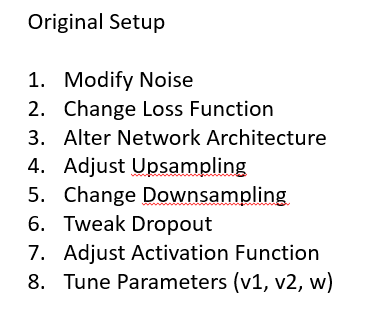 Original Setup
1. Modify Noise
2. Change Loss Function
3. Alter Network Architecture
4. Adjust Upsampling
5. Change Downsampling
6. Tweak Dropout
7. Adjust Activation Function
8. Tune Parameters (v1, v2, w)